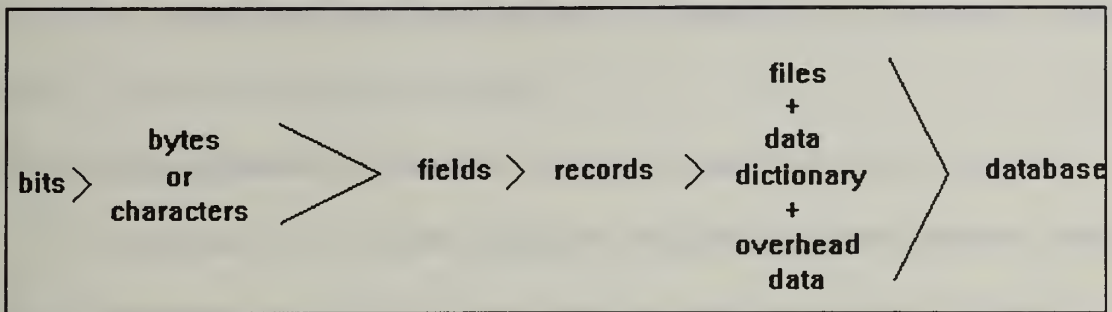 bits >
bytes
or
characters
>
fields >
records
>
files
+
data
dictionary
+
overhead
data
>
database